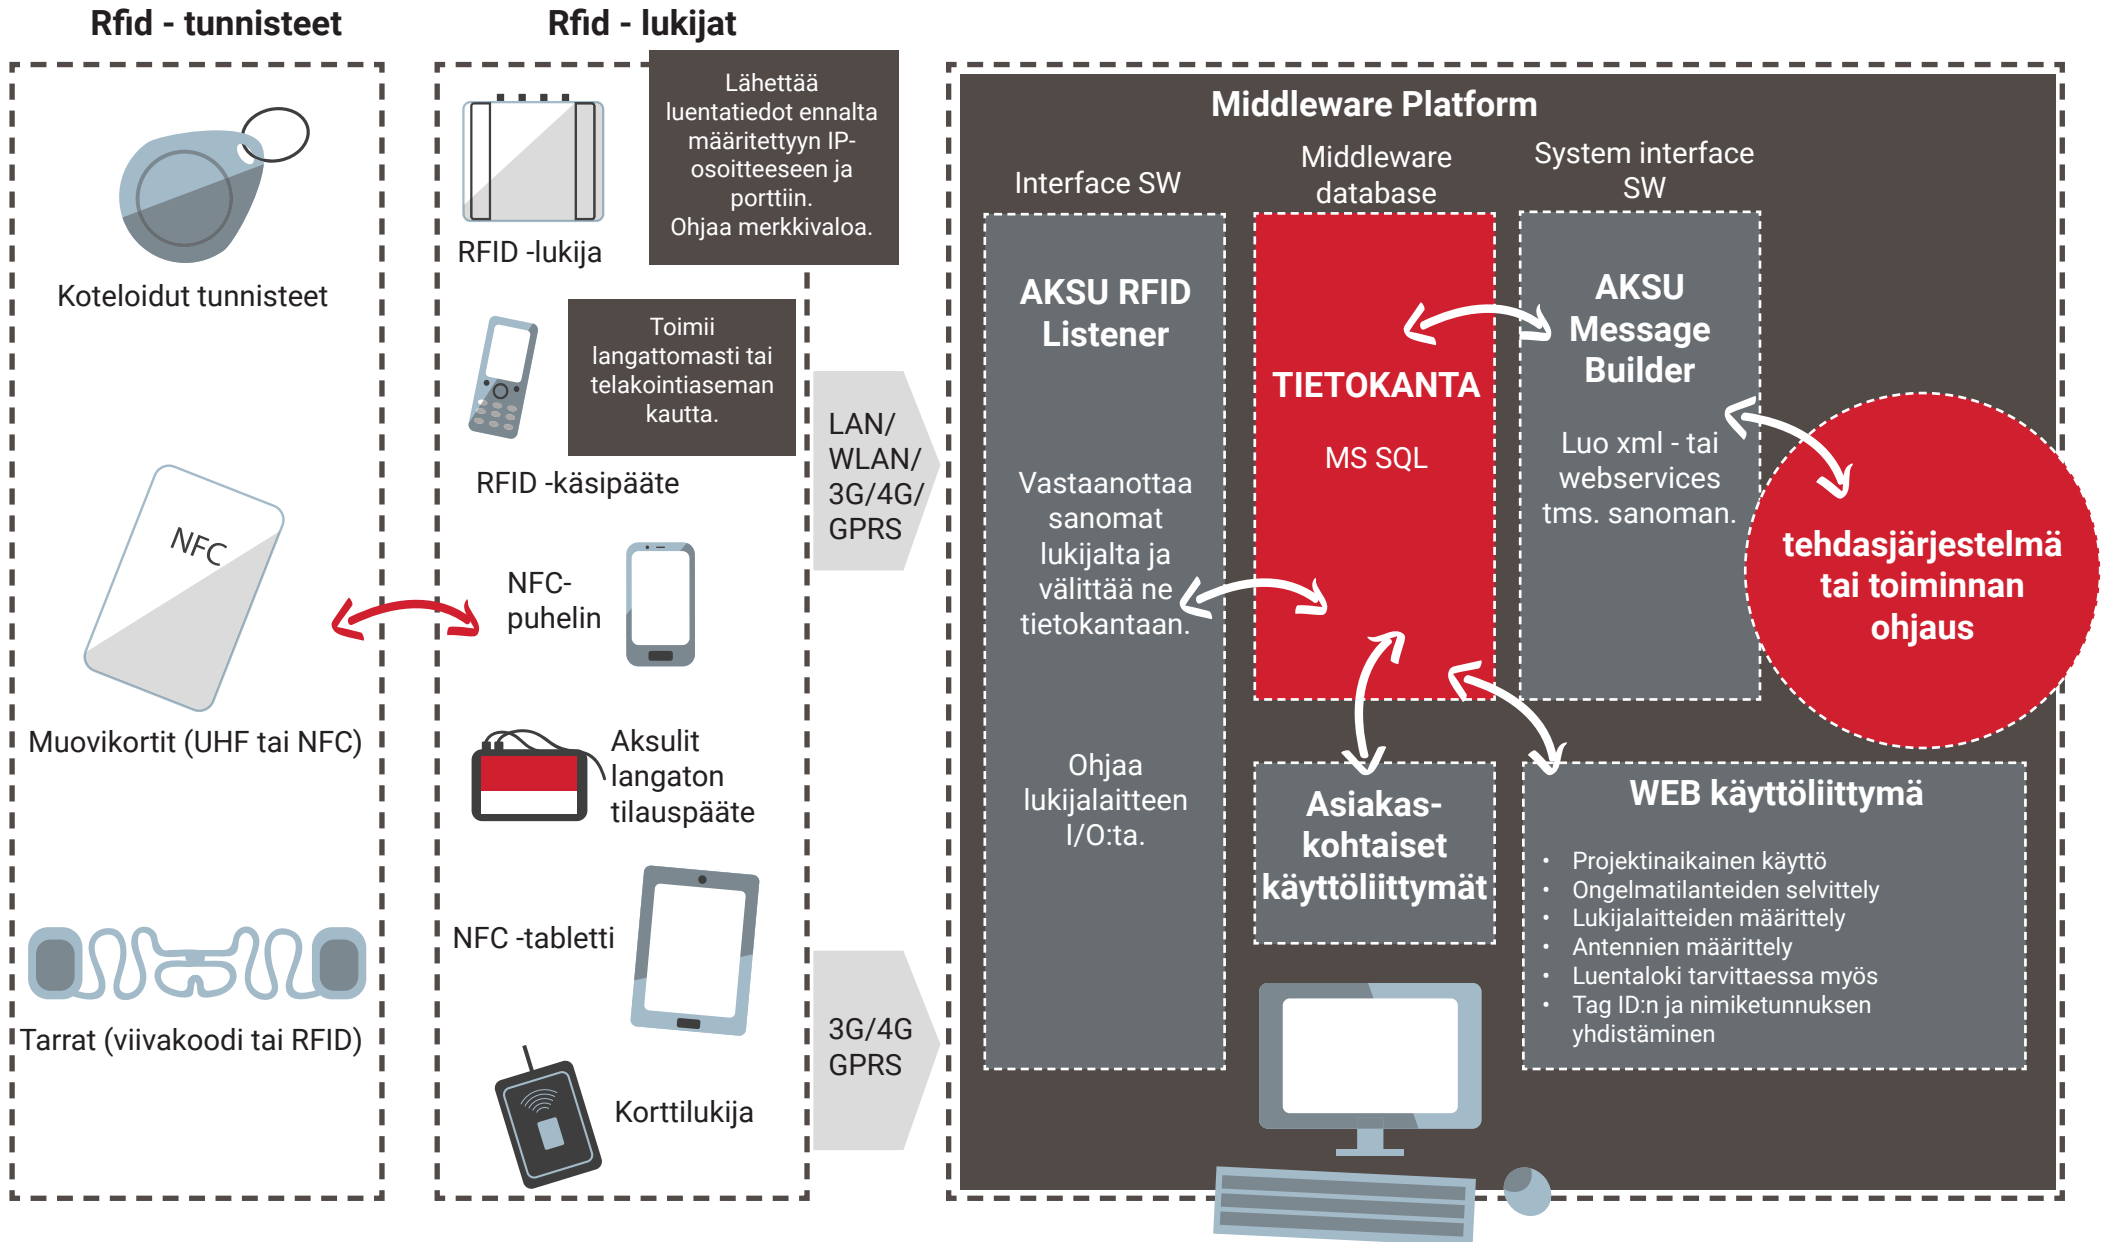 Rfid - tunnisteet
Koteloidut tunnisteet
NFC
Muovikortit (UHF tai NFC)
Tarrat (viivakoodi tai RFID)
Rfid - lukijat
Lähettää
luentatiedot ennalta
määritettyyn IP-
osoitteeseen ja
porttiin.
Ohjaa merkkivaloa.
RFID -lukija
Toimii
langattomasti tai
telakointiaseman
kautta.
RFID -käsipääte
NFC-
puhelin
Aksulit
langaton
tilauspääte
NFC -tabletti
Korttilukija
LAN/
WLAN/
3G/4G/
GPRS
3G/4G
GPRS
Middleware Platform
Interface SW
AKSU RFID
Listener
Vastaanottaa
sanomat
lukijalta ja
välittää ne
tietokantaan.
Ohjaa
lukijalaitteen
I/O:ta.
Middleware
database
TIETOKANTA
MS SQL
System interface
SW
AKSU
Message
Builder
Luo xml - tai
webservices
tms. sanoman.
tehdasjärjestelmä
tai toiminnan
ohjaus
Asiakas-
kohtaiset
käyttöliittymät
WEB käyttöliittymä
• Projektinaikainen käyttö
• Ongelmatilanteiden selvittely
• Lukijalaitteiden määrittely
• Antennien määrittely
• Luentaloki tarvittaessa myös
• Tag ID:n ja nimiketunnuksen
yhdistäminen